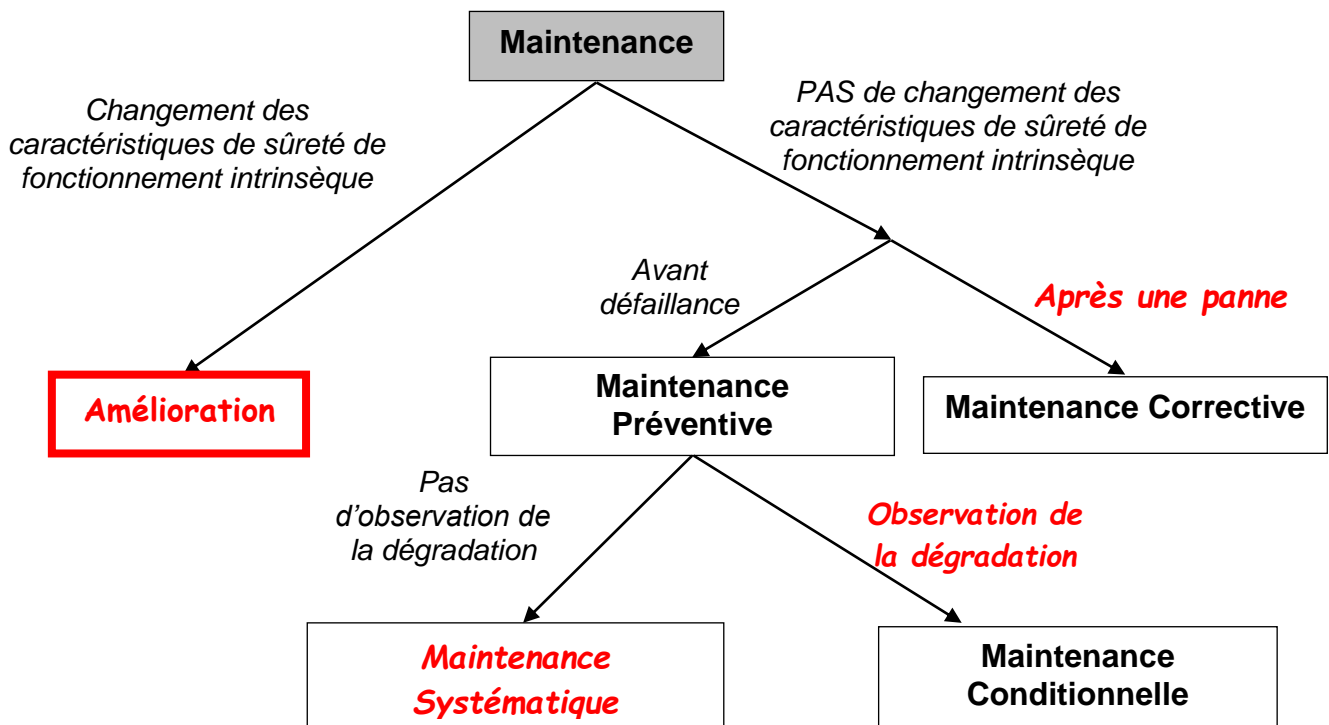 Maintenance
Changement des
caractéristiques de sûreté de
fonctionnement intrinsèque
PAS de changement des
caractéristiques de sûreté de
fonctionnement intrinsèque
Avant
défaillance
Après une panne
Amélioration
Maintenance
Préventive
Maintenance Corrective
Pas
d’observation de
la dégradation
Observation de
la dégradation
Maintenance
Systématique
Maintenance
Conditionnelle